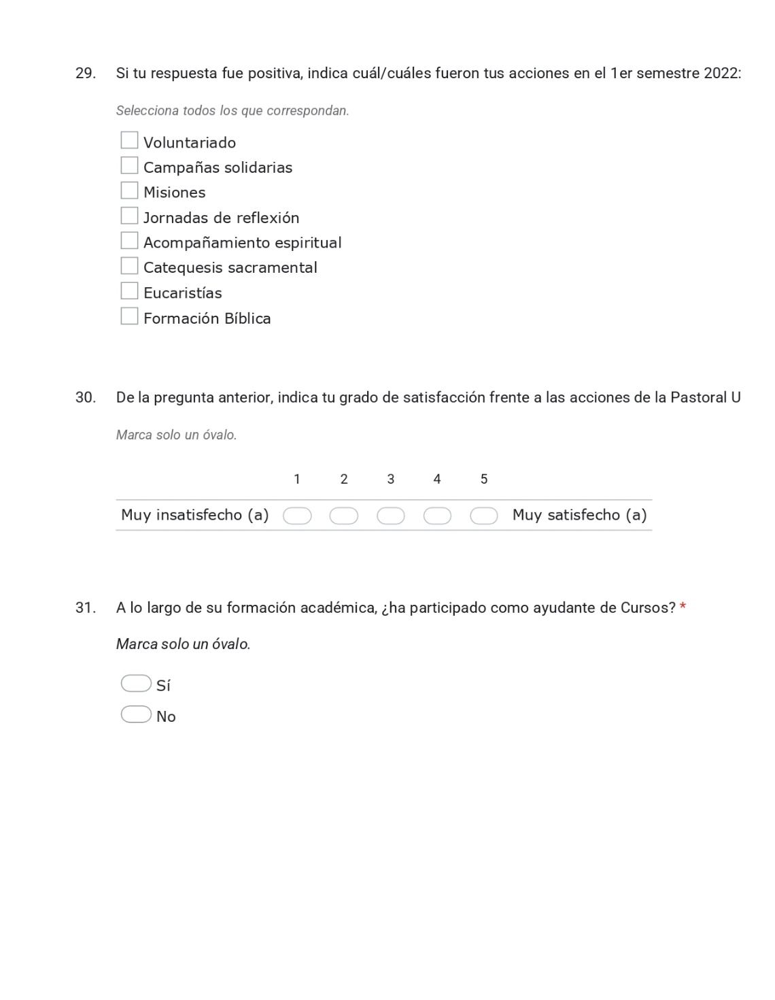 29. Si tu respuesta fue positiva, indica cuál/cuáles fueron tus acciones en el 1er semestre 2022:
Selecciona todos los que correspondan.
Voluntariado
Campañas solidarias
Misiones
Jornadas de reflexión
Acompañamiento espiritual
Catequesis sacramental
Eucaristías
Formación Bíblica
30. De la pregunta anterior, indica tu grado de satisfacción frente a las acciones de la Pastoral U
Marca solo un óvalo.
1 2 3 4 5
Muy insatisfecho (a) Muy satisfecho (a)
31. A lo largo de su formación académica, ¿ha participado como ayudante de Cursos? *
Marca solo un óvalo.
Sí
No